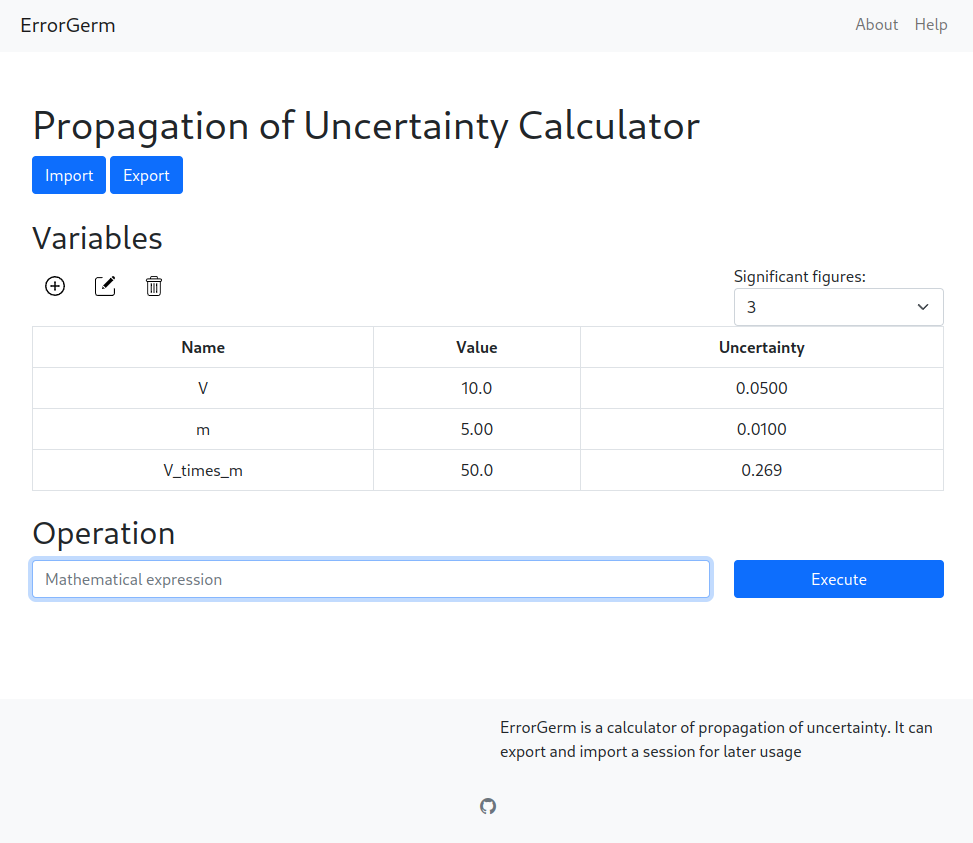 ErrorGerm
About Help
Propagation of Uncertainty Calculator
Import Export
Variables
Significant figures:
3
Name Value Uncertainty
V 10.0 0.0500
m 5.00 0.0100
V_times_m 50.0 0.269
Operation
Mathematical expression
Execute
ErrorGerm is a calculator of propagation of uncertainty. It can
export and import a session for later usage